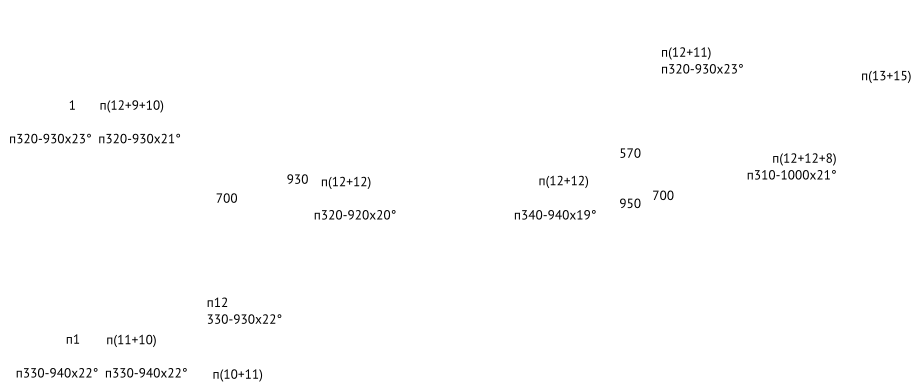 п(12+11)
п320-930х23°
п(13+15)
1 п(12+9+10)
п320-930х23° п320-930х21°
570
п(12+12+8)
п310-1000х21°
930 п(12+12)
700
п320-920х20°
п(12+12)
п340-940х19°
950 700
п12
330-930х22°
п1 п(11+10)
п330-940х22° п330-940х22°
п(10+11)